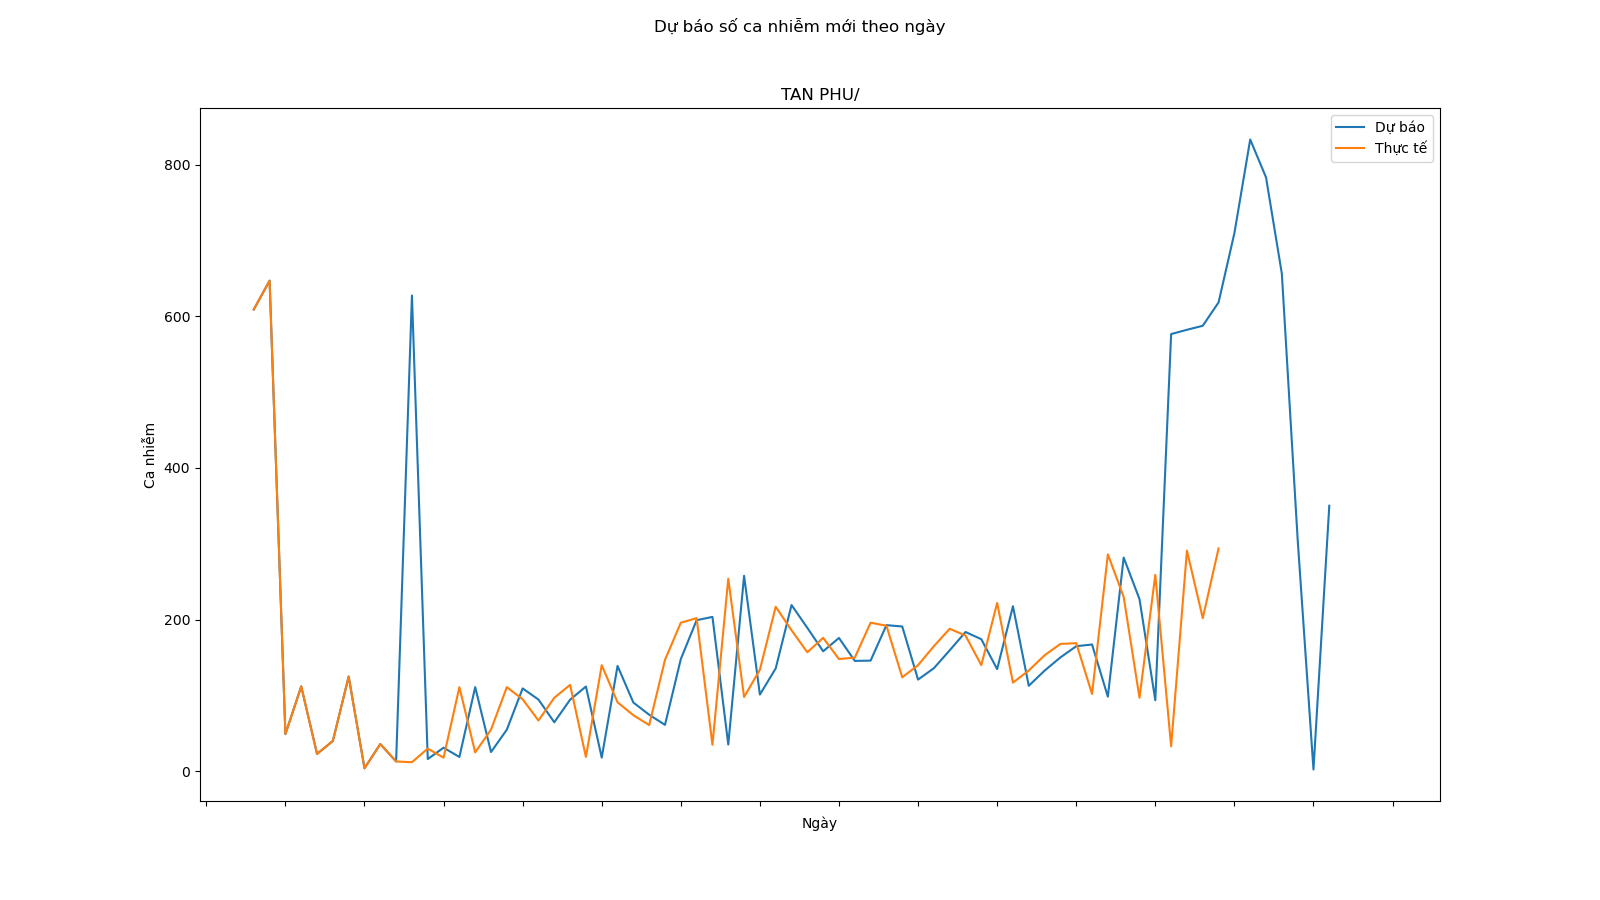 Dự báo số ca nhiễm mới theo ngày
TAN PHU/
Dự báo
Thực tế
800
600
400
200
0
Ca nhiễm
Ngày